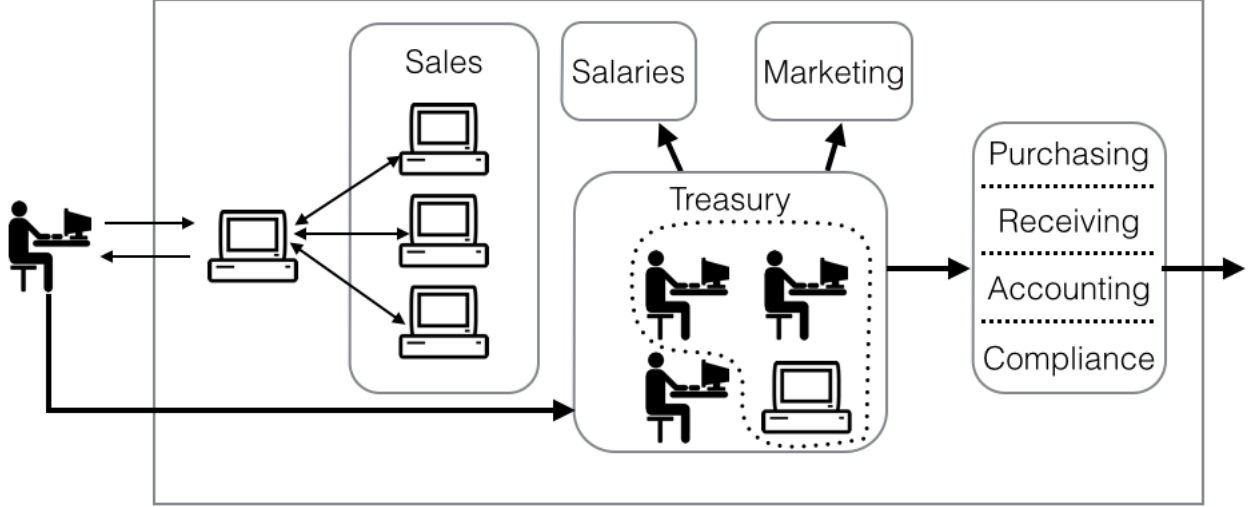 Sales
Salaries
Marketing
Treasury
Purchasing
Receiving
Accounting
Compliance